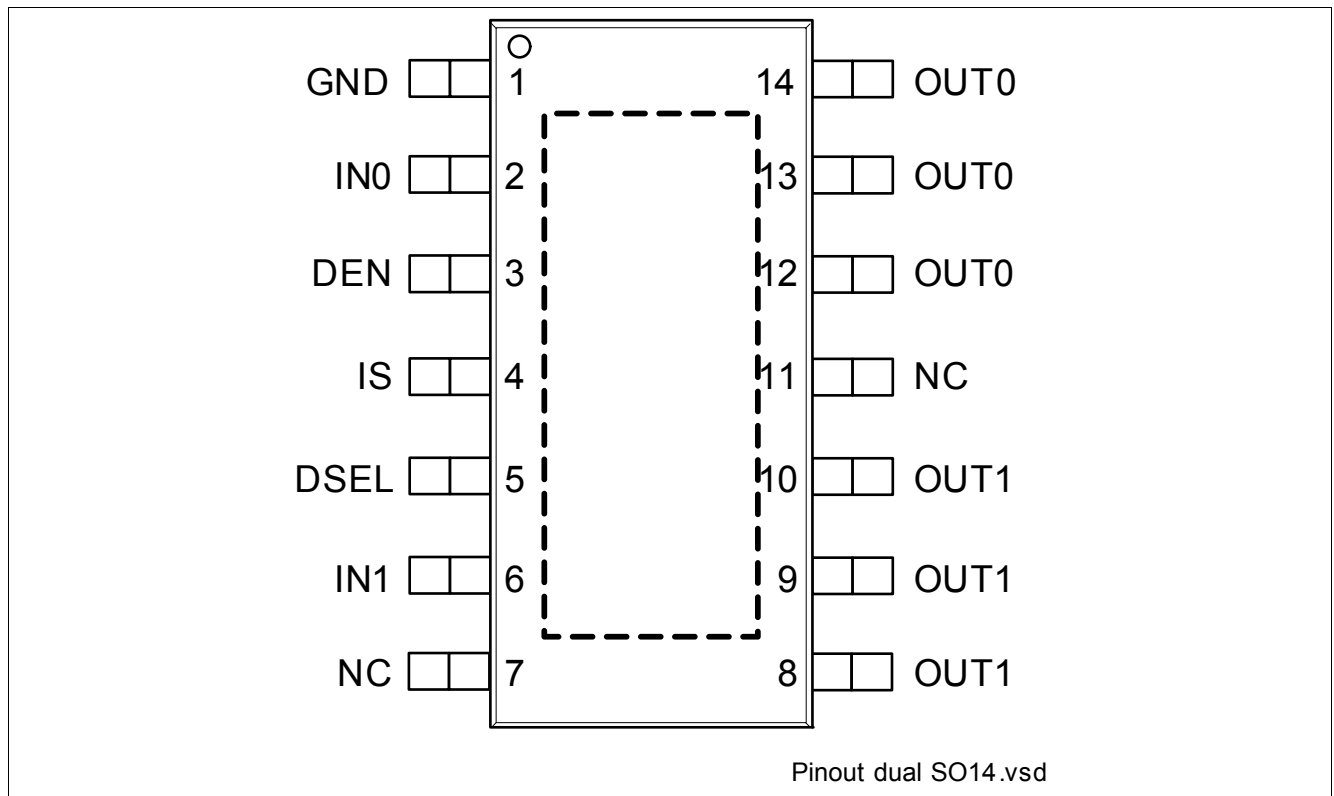 GND 1 14 OUT0
IN0 2 13 OUT0
DEN 3 12 OUT0
IS 4 11 NC
DSEL 5 10 OUT1
IN1 6 9 OUT1
NC 7 8 OUT1
Pinout dual SO14.vsd